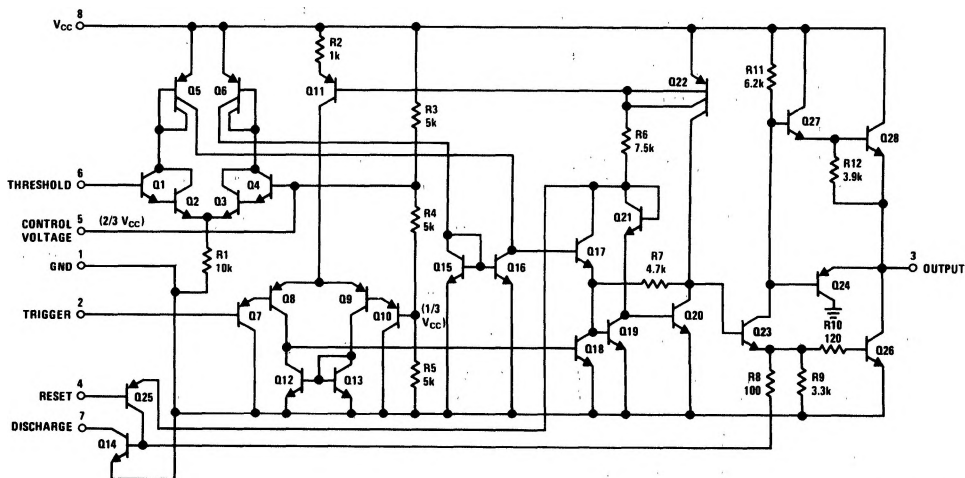 8
VCC
R2
1k
Q5
Q6
Q11
R3
5k
Q22
R11
6.2k
Q27
Q28
R6
7.5k
R12
3.9k
THRESHOLD
6
Q1
Q2
Q3
Q4
CONTROL
VOLTAGE
5
(2/3 VCC)
R4
5k
Q21
R1
10k
GND
1
Q15
Q16
Q17
R7
4.7k
3
OUTPUT
Q24
TRIGGER
2
Q7
Q8
Q9
Q10
(1/3
VCC)
Q18
Q19
Q20
Q23
R10
120
Q26
R5
5k
Q12
Q13
R8
100
R9
3.3k
RESET
4
Q25
DISCHARGE
7
Q14